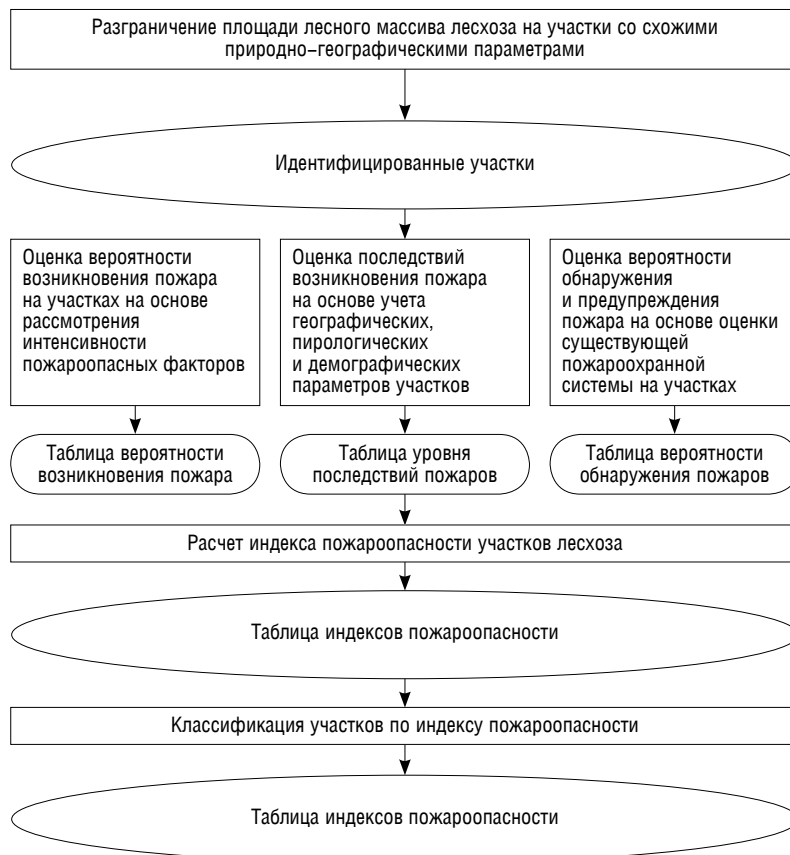 Разграничение площади лесного массива лесхоза на участки со схожими
природно–географическими параметрами
Идентифицированные участки
Оценка вероятности
возникновения пожара
на участках на основе
рассмотрения
интенсивности
пожароопасных факторов
Оценка последствий
возникновения пожара
на основе учета
географических,
пирологических
и демографических
параметров участков
Оценка вероятности
обнаружения
и предупреждения
пожара на основе оценки
существующей
пожароохранной
системы на участках
Таблица вероятности
возникновения пожара
Таблица уровня
последствий пожаров
Таблица вероятности
обнаружения пожаров
Расчет индекса пожароопасности участков лесхоза
Таблица индексов пожароопасности
Классификация участков по индексу пожароопасности
Таблица индексов пожароопасности